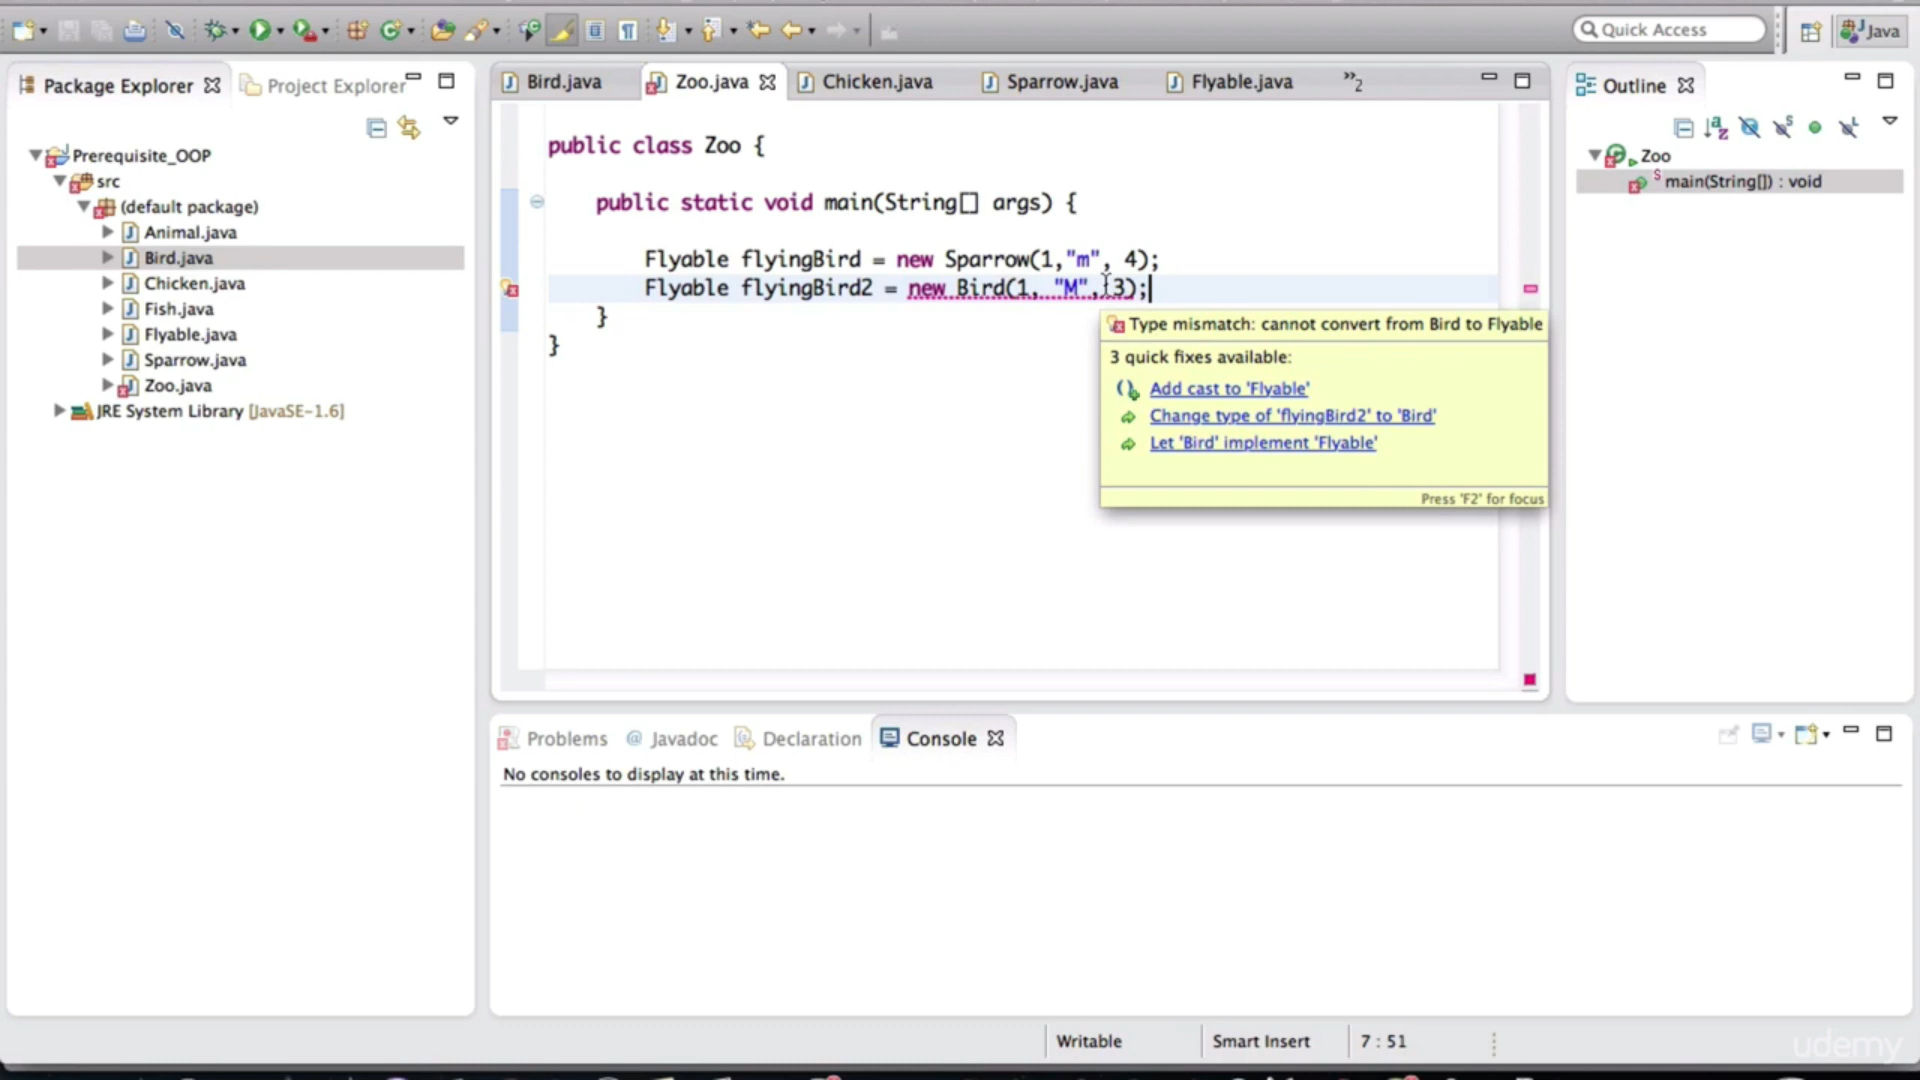 Quick Access
Java
Package Explorer
Project Explorer
Prerequisite_OOP
src
(default package)
Animal.java
Bird.java
Chicken.java
Fish.java
Flyable.java
Sparrow.java
Zoo.java
JRE System Library [JavaSE-1.6]
Bird.java
Zoo.java
Chicken.java
Sparrow.java
Flyable.java
»2
public class Zoo {
public static void main(String[] args) {
Flyable flyingBird = new Sparrow(1,"m", 4);
Flyable flyingBird2 = new Bird(1, "M", 3);
}
}
Type mismatch: cannot convert from Bird to Flyable
3 quick fixes available:
Add cast to 'Flyable'
Change type of 'flyingBird2' to 'Bird'
Let 'Bird' implement 'Flyable'
Press 'F2' for focus
Outline
Zoo
main(String[]) : void
Problems
@ Javadoc
Declaration
Console
No consoles to display at this time.
Writable
Smart Insert
7 : 51
udemy